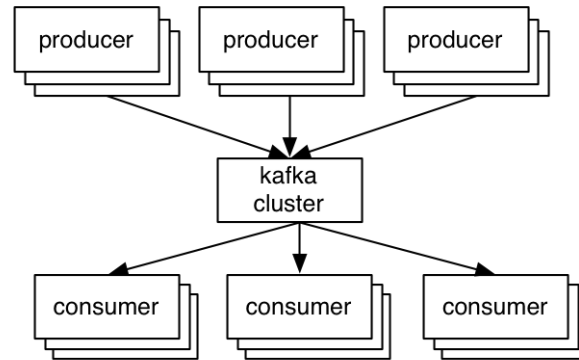 producer
producer
producer
kafka
cluster
consumer
consumer
consumer